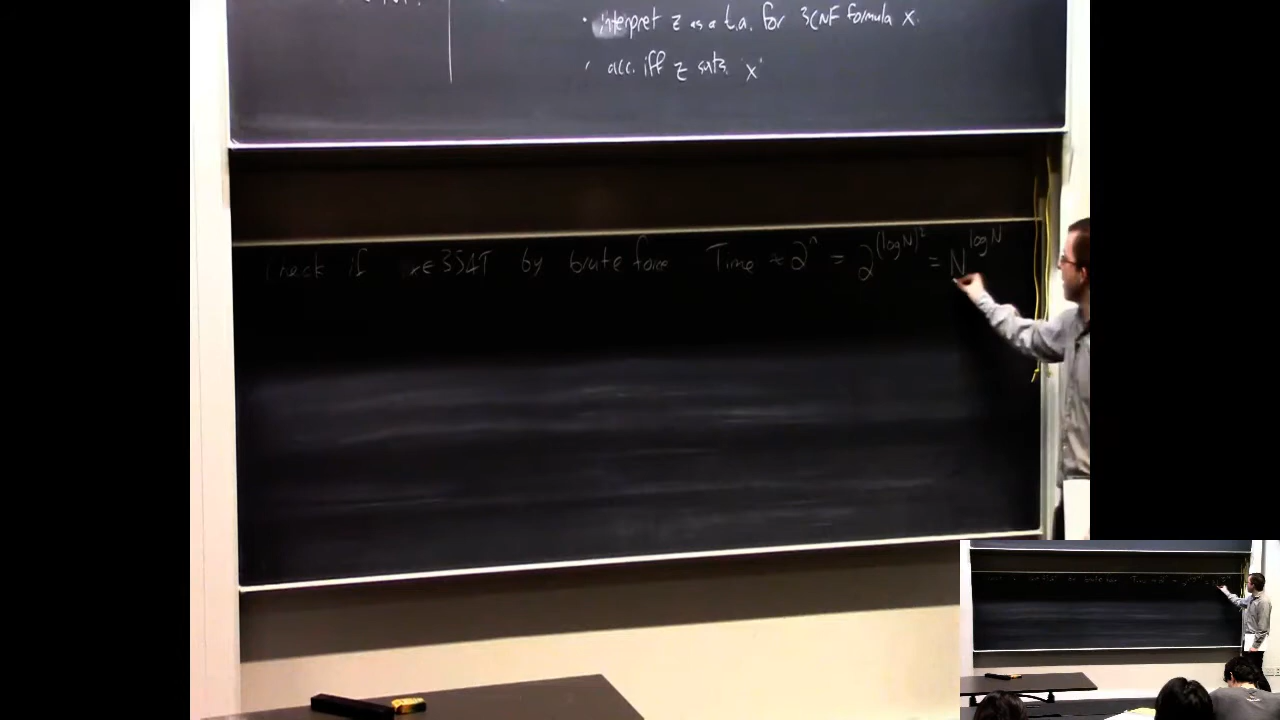 · interpret z as a t.a. for 3CNF formula x.
· acc. iff z sats. 'x'
Check if x∈3SAT by brute force Time ≈ 2^n = 2^(log N)^2 = N^log N